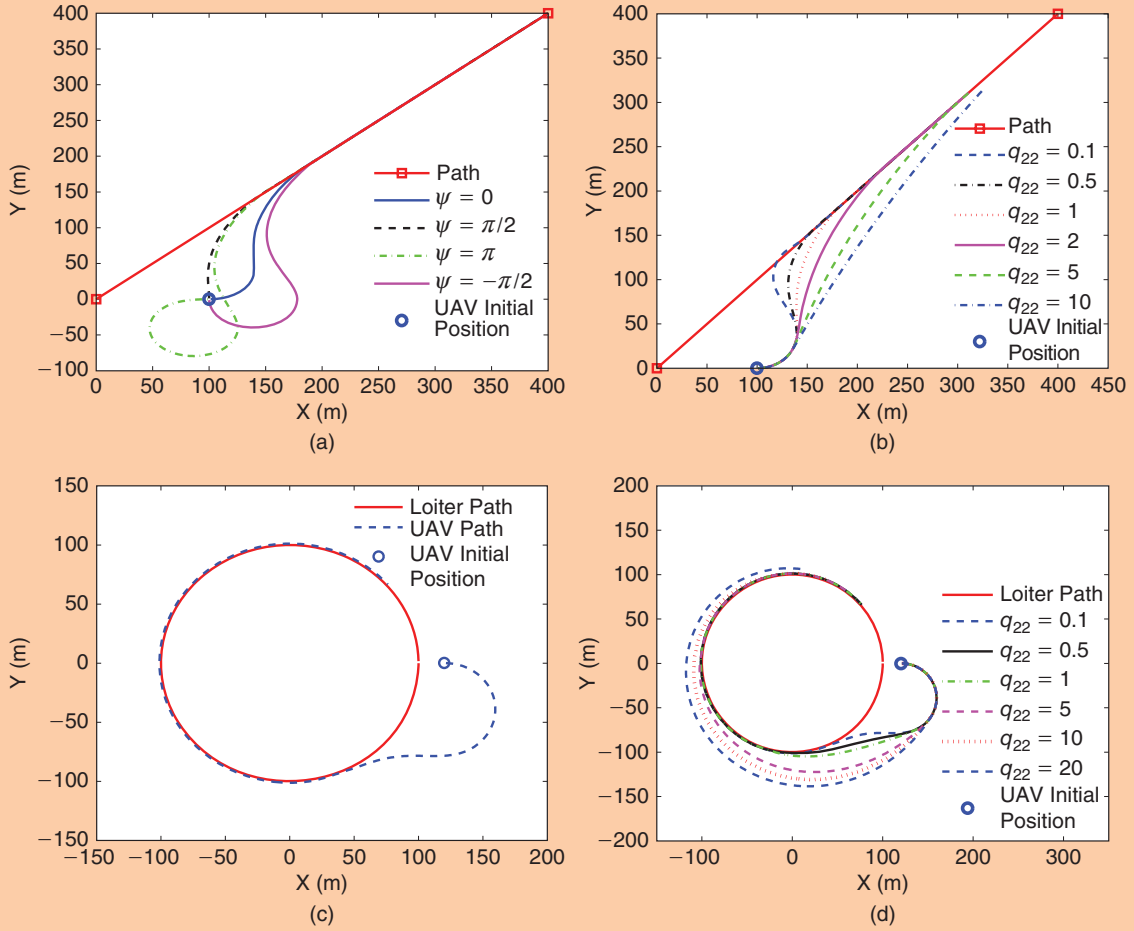 400
350
300
250
200
150
100
50
0
−50
−100
Y (m)
0 50 100 150 200 250 300 350 400
X (m)
Path
ψ = 0
ψ = π/2
ψ = π
ψ = −π/2
UAV Initial
Position
(a)
400
350
300
250
200
150
100
50
0
Y (m)
0 50 100 150 200 250 300 350 400 450
X (m)
Path
q22 = 0.1
q22 = 0.5
q22 = 1
q22 = 2
q22 = 5
q22 = 10
UAV Initial
Position
(b)
150
100
50
0
−50
−100
−150
Y (m)
−150 −100 −50 0 50 100 150 200
X (m)
Loiter Path
UAV Path
UAV Initial
Position
(c)
200
150
100
50
0
−50
−100
−150
−200
Y (m)
−100 0 100 200 300
X (m)
Loiter Path
q22 = 0.1
q22 = 0.5
q22 = 1
q22 = 5
q22 = 10
q22 = 20
UAV Initial
Position
(d)